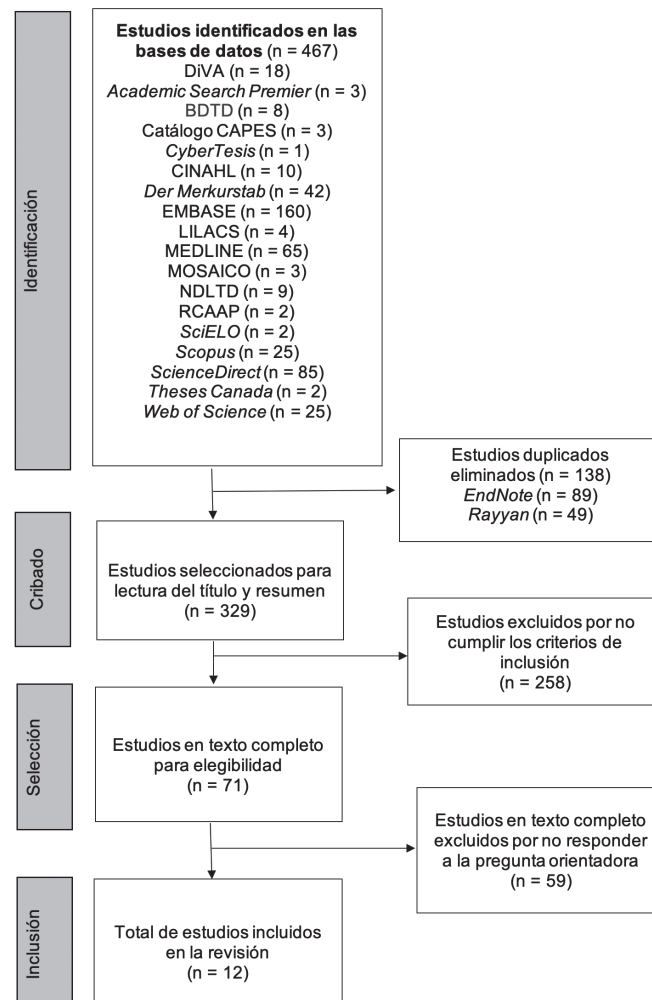 Identificación
Estudios identificados en las
bases de datos (n = 467)
DiVA (n = 18)
Academic Search Premier (n = 3)
BDTD (n = 8)
Catálogo CAPES (n = 3)
CyberTesis (n = 1)
CINAHL (n = 10)
Der Merkurstab (n = 42)
EMBASE (n = 160)
LILACS (n = 4)
MEDLINE (n = 65)
MOSAICO (n = 3)
NDLTD (n = 9)
RCAAP (n = 2)
SciELO (n = 2)
Scopus (n = 25)
ScienceDirect (n = 85)
Theses Canada (n = 2)
Web of Science (n = 25)
Estudios duplicados
eliminados (n = 138)
EndNote (n = 89)
Rayyan (n = 49)
Cribado
Estudios seleccionados para
lectura del título y resumen
(n = 329)
Estudios excluidos por no
cumplir los criterios de
inclusión
(n = 258)
Selección
Estudios en texto completo
para elegibilidad
(n = 71)
Estudios en texto completo
excluidos por no responder
a la pregunta orientadora
(n = 59)
Inclusión
Total de estudios incluidos
en la revisión
(n = 12)